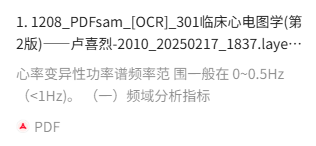 1. 1208_PDFsam_[OCR]_301临床心电图学(第
2版)——卢喜烈-2010_20250217_1837.laye…
心率变异性功率谱频率范 围一般在 0~0.5Hz
（<1Hz)。 （一）频域分析指标
PDF